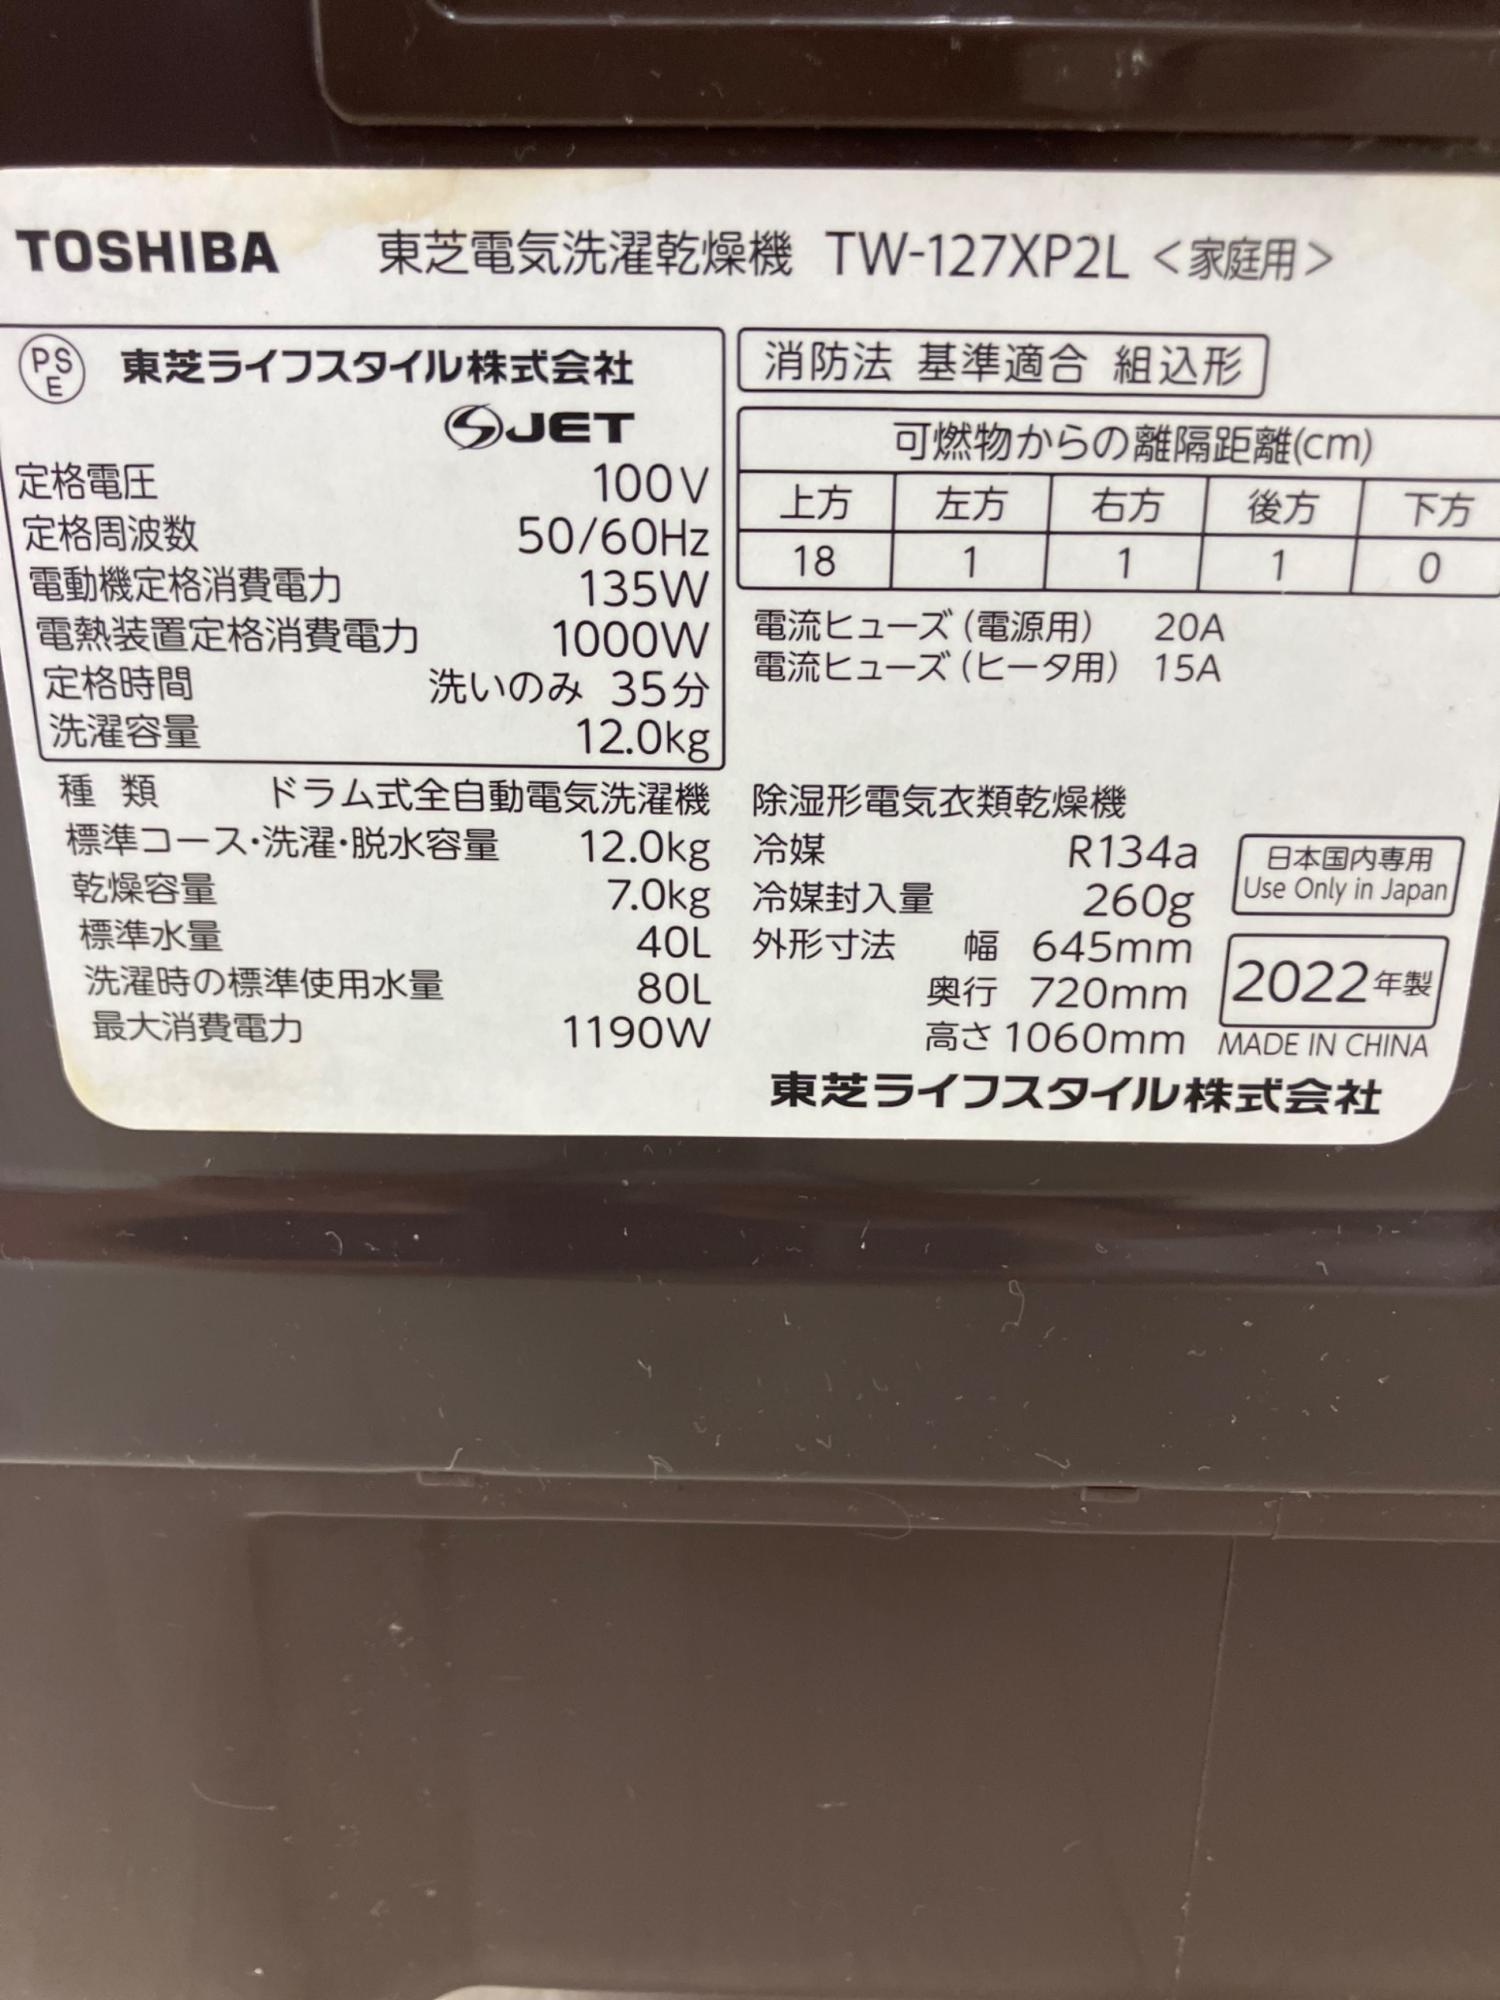 TOSHIBA 東芝電気洗濯乾燥機 TW-127XP2L <家庭用>
PSE 東芝ライフスタイル株式会社
JET
定格電圧 100V
定格周波数 50/60Hz
電動機定格消費電力 135W
電熱装置定格消費電力 1000W
定格時間 洗いのみ 35分
洗濯容量 12.0kg
種 類 ドラム式全自動電気洗濯機
標準コース・洗濯・脱水容量 12.0kg
乾燥容量 7.0kg
標準水量 40L
洗濯時の標準使用水量 80L
最大消費電力 1190W
消防法 基準適合 組込形
可燃物からの離隔距離(cm)
上方 左方 右方 後方 下方
18 1 1 1 0
電流ヒューズ(電源用) 20A
電流ヒューズ(ヒータ用) 15A
除湿形電気衣類乾燥機
冷媒 R134a
冷媒封入量 260g
外形寸法 幅 645mm
奥行 720mm
高さ 1060mm
日本国内専用
Use Only in Japan
2022年製
MADE IN CHINA
東芝ライフスタイル株式会社